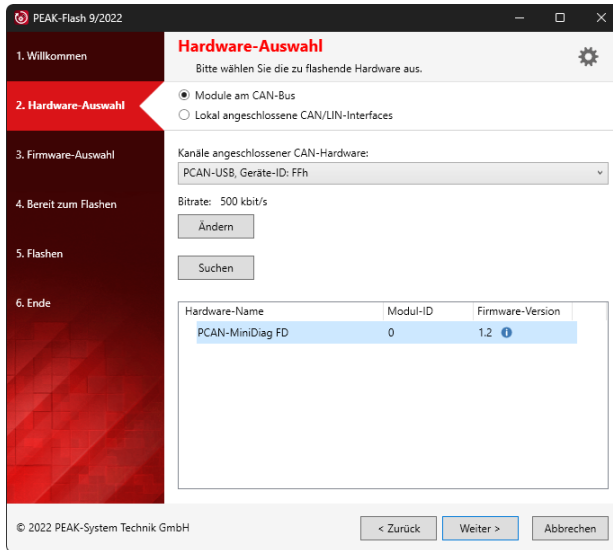 PEAK-Flash 9/2022
1. Willkommen
2. Hardware-Auswahl
3. Firmware-Auswahl
4. Bereit zum Flashen
5. Flashen
6. Ende
Hardware-Auswahl
Bitte wählen Sie die zu flashende Hardware aus.
Module am CAN-Bus
Lokal angeschlossene CAN/LIN-Interfaces
Kanäle angeschlossener CAN-Hardware:
PCAN-USB, Geräte-ID: FFh
Bitrate: 500 kbit/s
Ändern
Suchen
Hardware-Name Modul-ID Firmware-Version
PCAN-MiniDiag FD 0 1.2
© 2022 PEAK-System Technik GmbH
< Zurück Weiter > Abbrechen